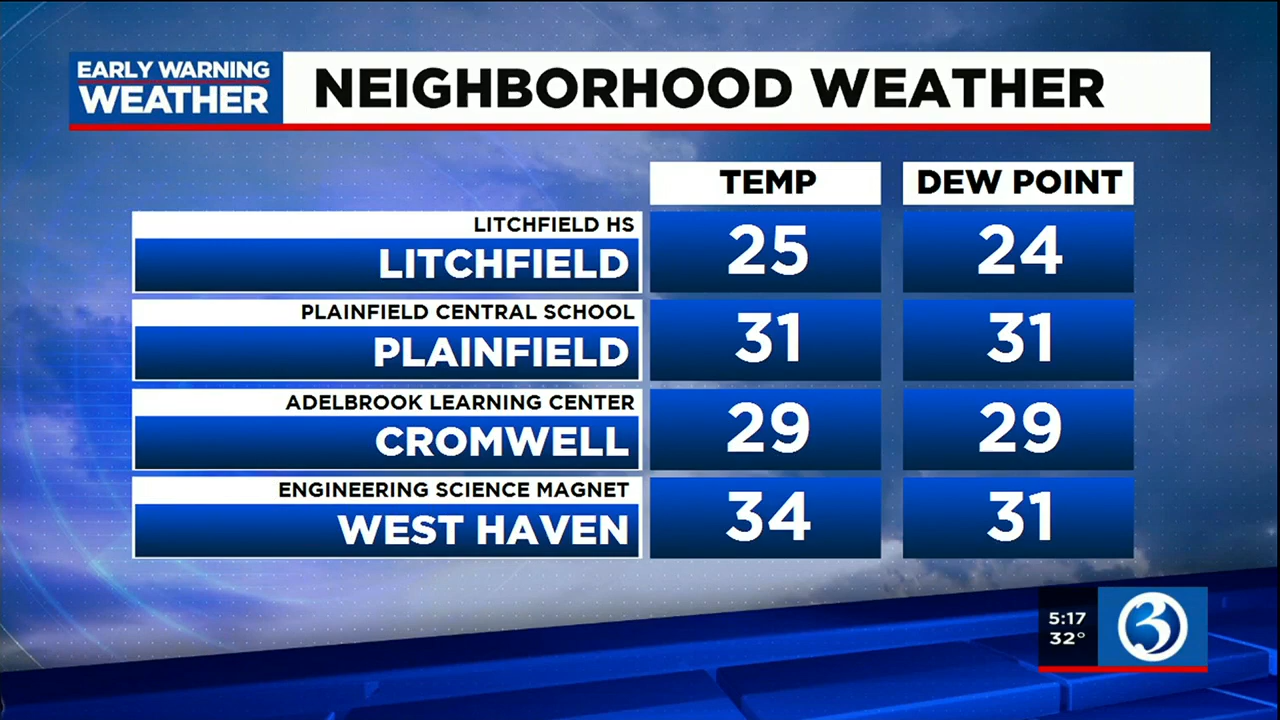 EARLY WARNING
WEATHER
NEIGHBORHOOD WEATHER
TEMP DEW POINT
LITCHFIELD HS
LITCHFIELD 25 24
PLAINFIELD CENTRAL SCHOOL
PLAINFIELD 31 31
ADELBROOK LEARNING CENTER
CROMWELL 29 29
ENGINEERING SCIENCE MAGNET
WEST HAVEN 34 31
5:17
32°
3